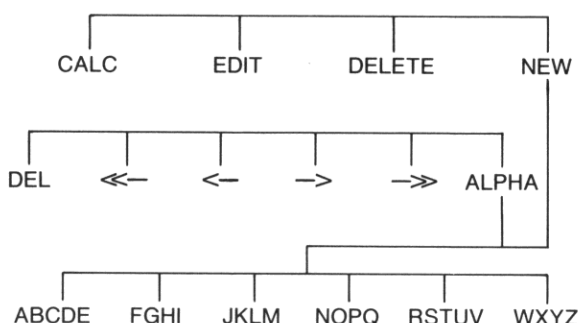 CALC EDIT DELETE NEW
DEL <<— <— —> —>> ALPHA
ABCDE FGHI JKLM NOPQ RSTUV WXYZ